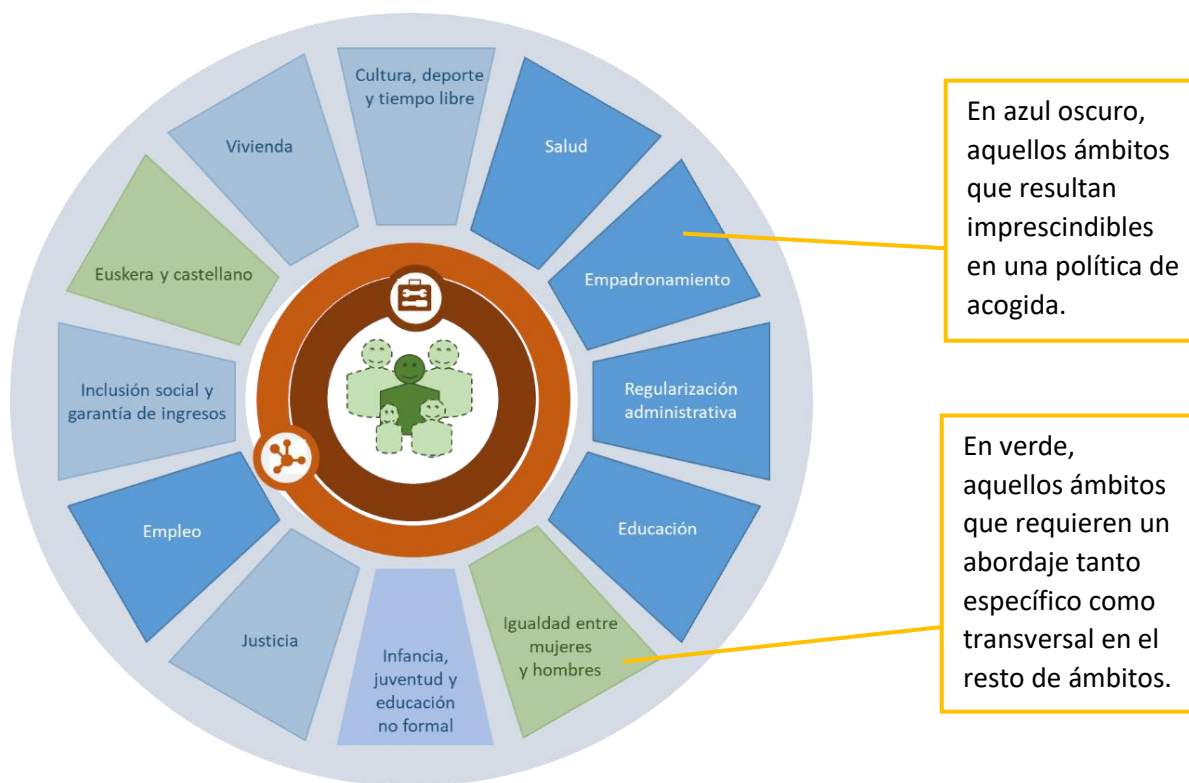 Cultura, deporte
y tiempo libre
Salud
Empadronamiento
Regularización
administrativa
Educación
Igualdad entre
mujeres
y hombres
Infancia,
juventud y
educación
no formal
Justicia
Empleo
Inclusión social y
garantía de ingresos
Euskera y castellano
Vivienda
En azul oscuro,
aquellos ámbitos
que resultan
imprescindibles
en una política de
acogida.
En verde,
aquellos ámbitos
que requieren un
abordaje tanto
específico como
transversal en el
resto de ámbitos.